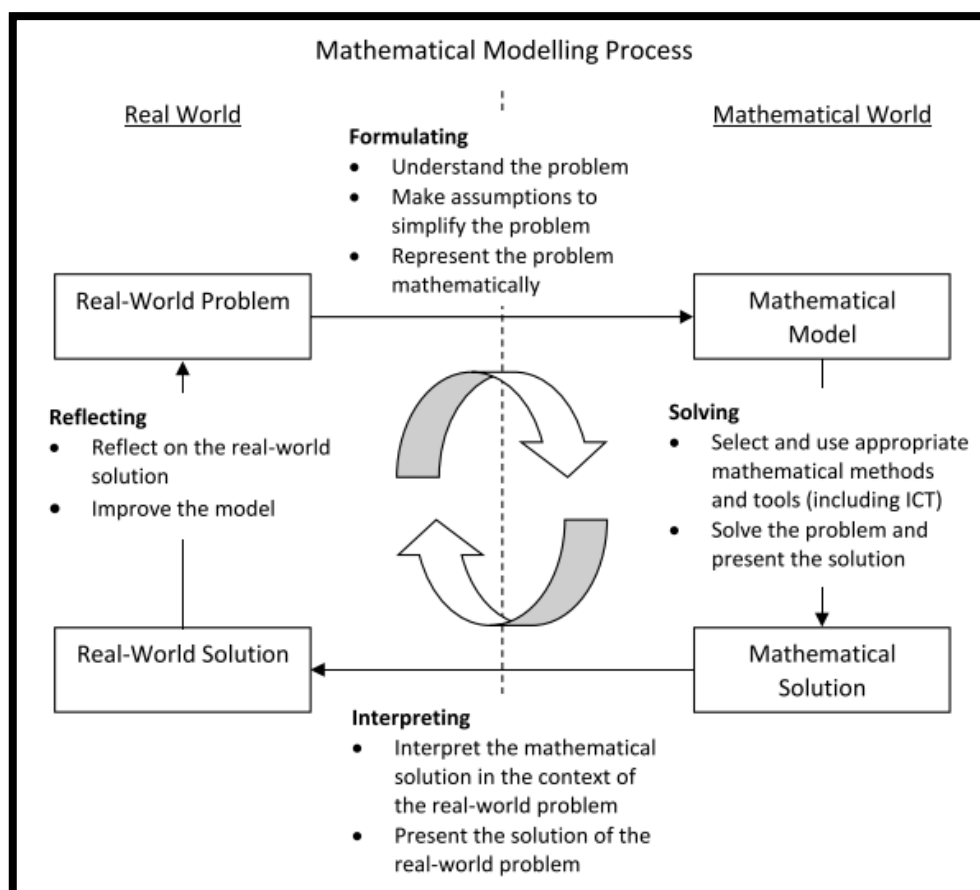 Mathematical Modelling Process
Real World
Mathematical World
Formulating
• Understand the problem
• Make assumptions to
simplify the problem
• Represent the problem
mathematically
Real-World Problem
Mathematical
Model
Reflecting
• Reflect on the real-world
solution
• Improve the model
Solving
• Select and use appropriate
mathematical methods
and tools (including ICT)
• Solve the problem and
present the solution
Real-World Solution
Mathematical
Solution
Interpreting
• Interpret the mathematical
solution in the context of
the real-world problem
• Present the solution of the
real-world problem